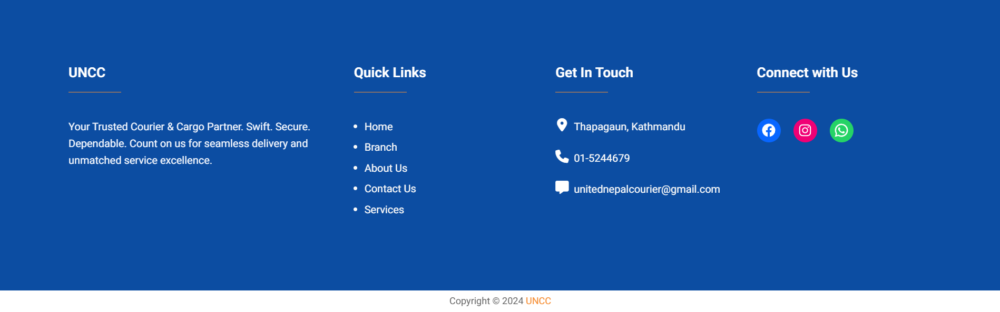 UNCC
Your Trusted Courier & Cargo Partner. Swift. Secure.
Dependable. Count on us for seamless delivery and
unmatched service excellence.
Quick Links
Home
Branch
About Us
Contact Us
Services
Get In Touch
Thapagaun, Kathmandu
01-5244679
unitednepalcourier@gmail.com
Connect with Us
Copyright © 2024 UNCC